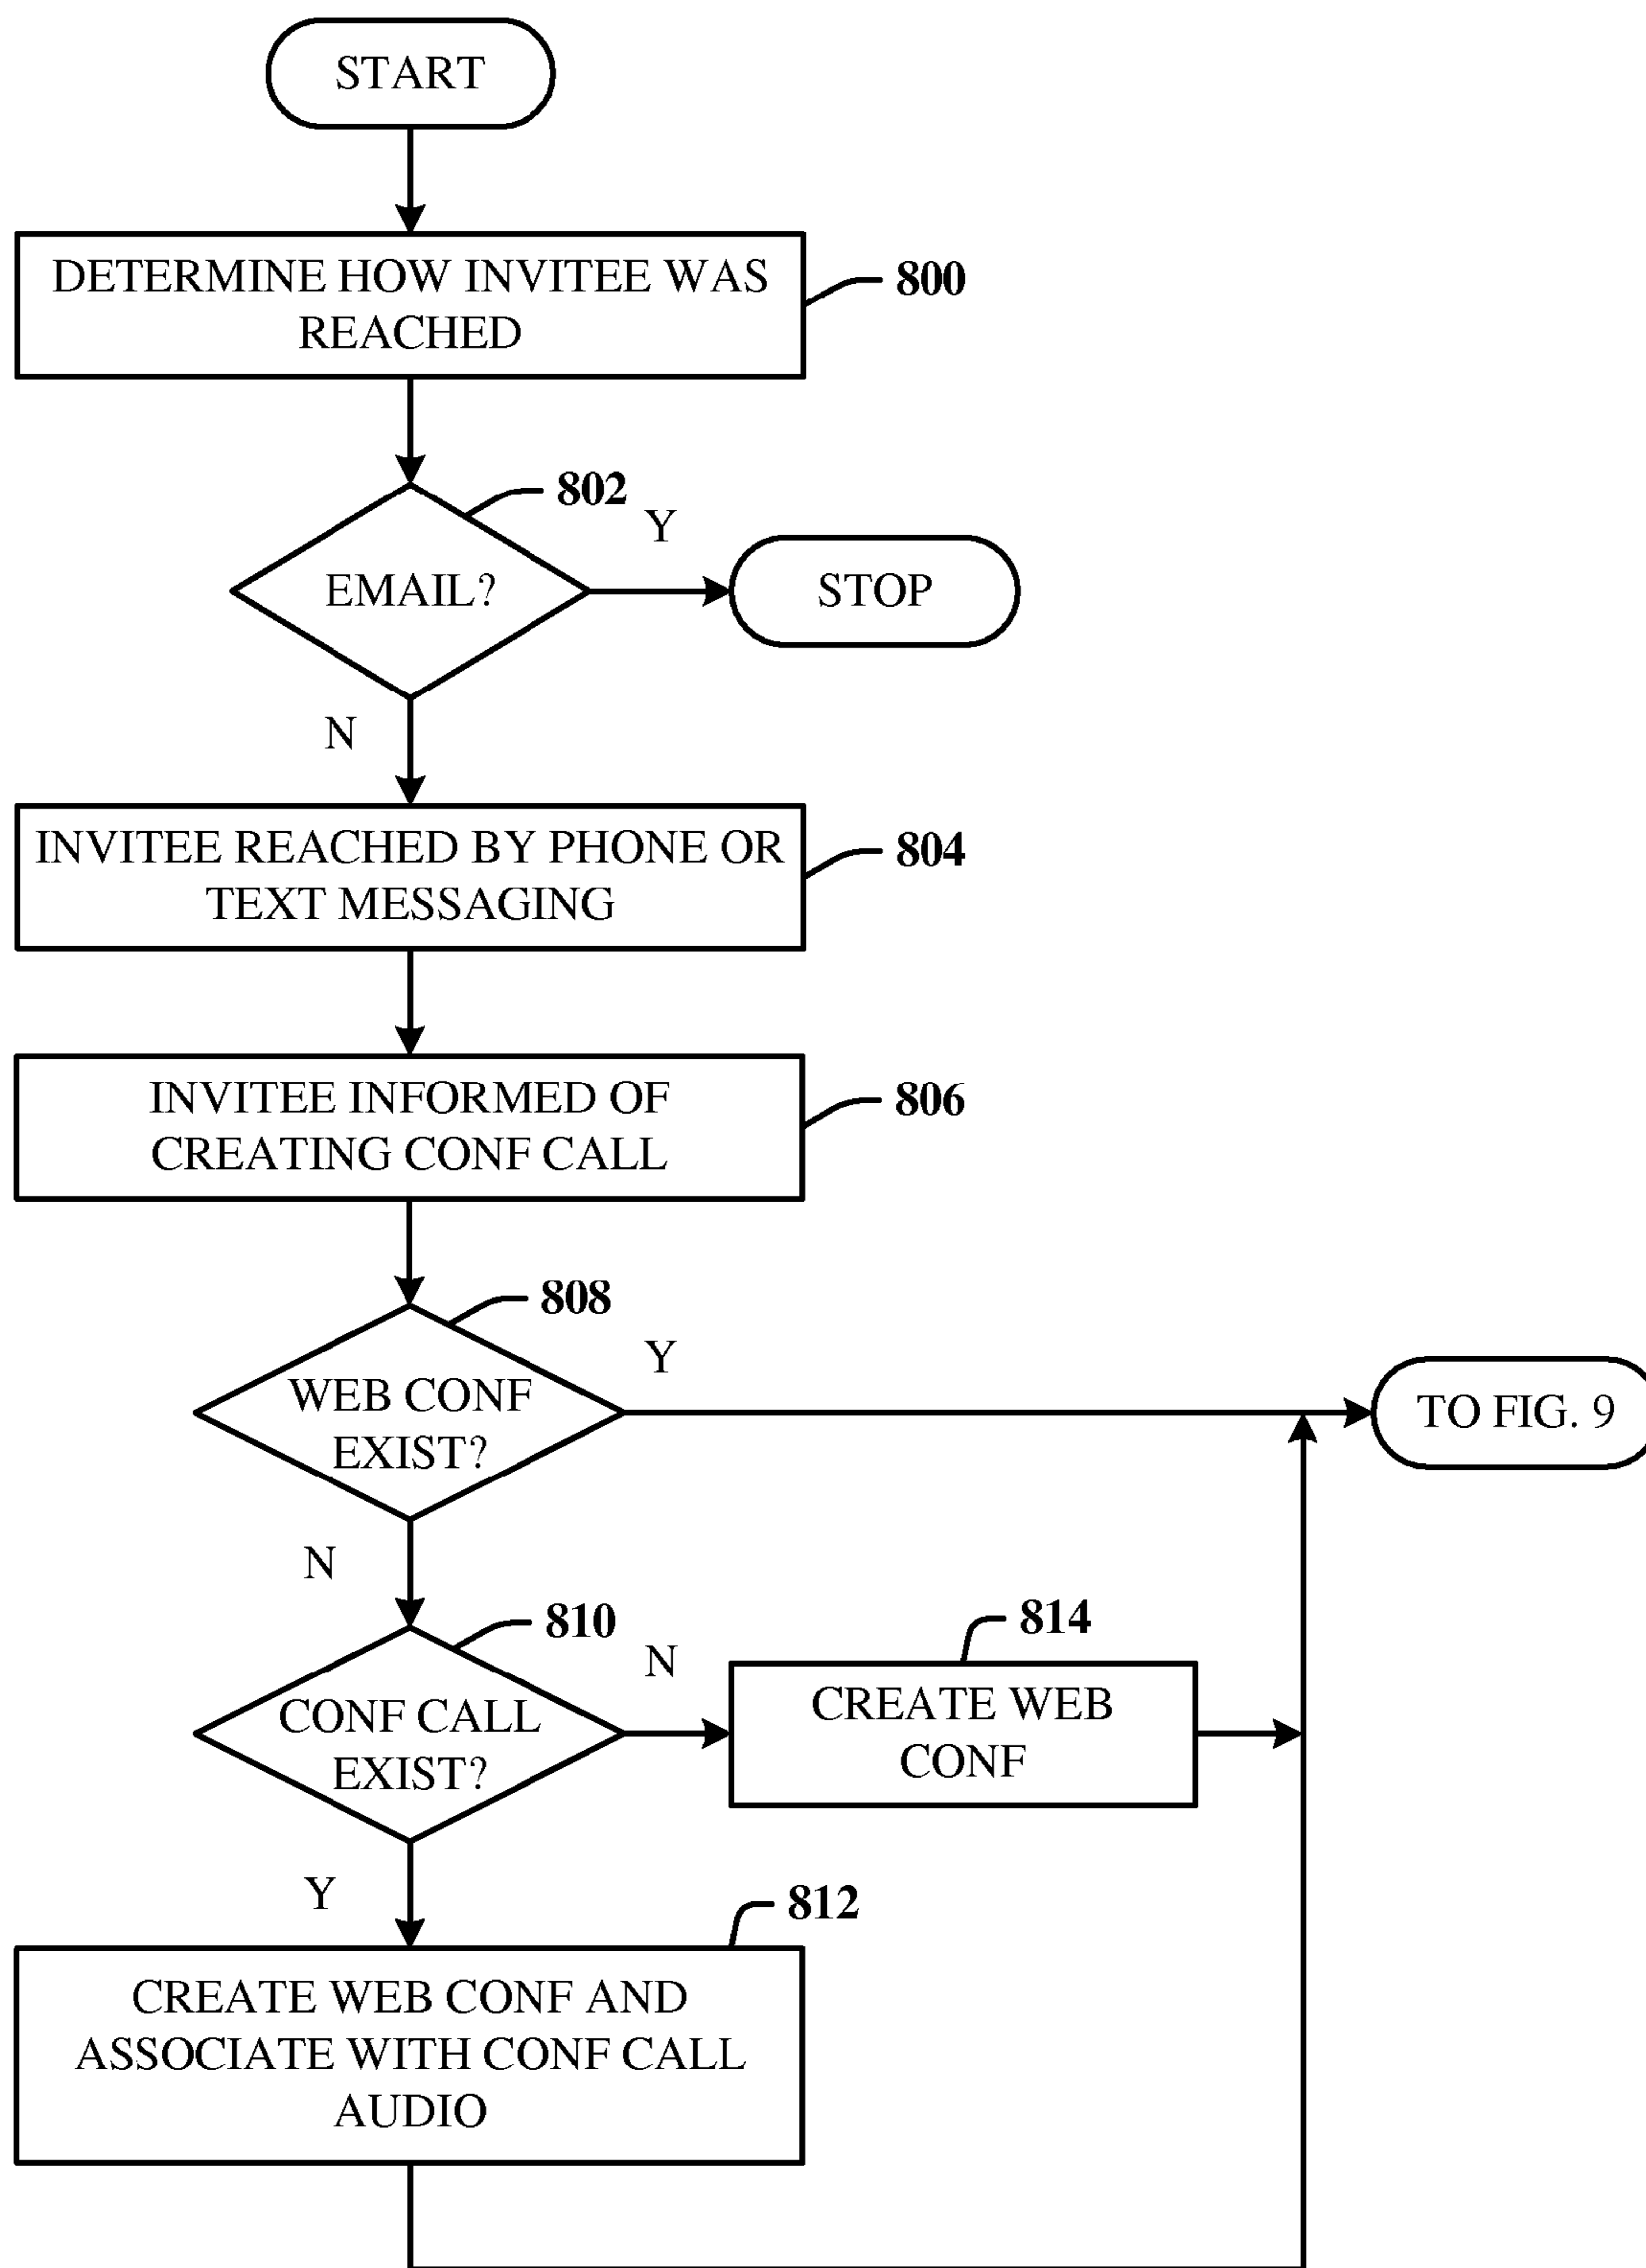 START
DETERMINE HOW INVITEE WAS
REACHED
800
802
Y
EMAIL?
STOP
N
INVITEE REACHED BY PHONE OR
TEXT MESSAGING
804
INVITEE INFORMED OF
CREATING CONF CALL
806
808
Y
WEB CONF
EXIST?
TO FIG. 9
N
810
N
CONF CALL
EXIST?
814
CREATE WEB
CONF
Y
812
CREATE WEB CONF AND
ASSOCIATE WITH CONF CALL
AUDIO